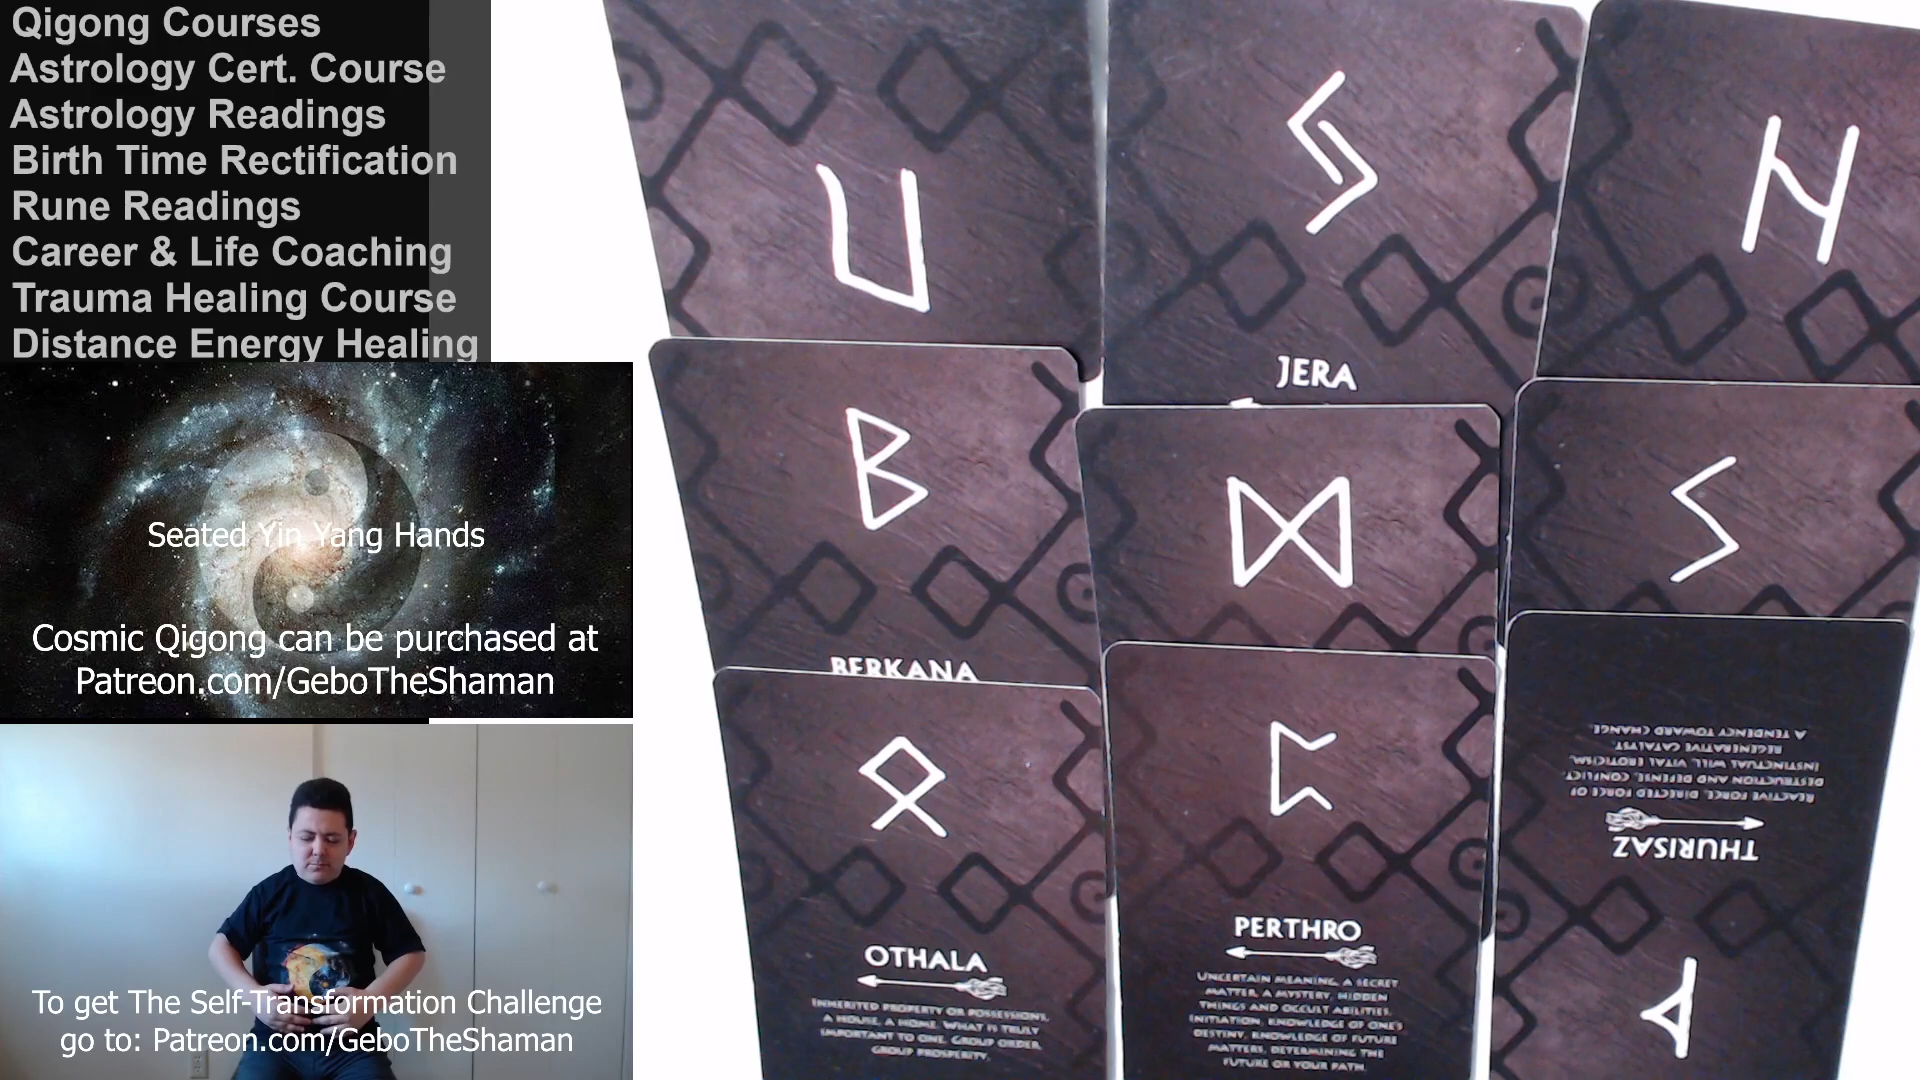 Qigong Courses
Astrology Cert. Course
Astrology Readings
Birth Time Rectification
Rune Readings
Career & Life Coaching
Trauma Healing Course
Distance Energy Healing
Seated Yin Yang Hands
Cosmic Qigong can be purchased at
Patreon.com/GeboTheShaman
To get The Self-Transformation Challenge
go to: Patreon.com/GeboTheShaman
JERA
BERKANA
OTHALA
INHERITED PROPERTY OR POSSESSIONS,
A HOUSE, A HOME. WHAT IS TRULY
IMPORTANT TO ONE. GROUP ORDER,
GROUP PROSPERITY.
PERTHRO
UNCERTAIN MEANING, A SECRET
MATTER, A MYSTERY, HIDDEN
THINGS AND OCCULT ABILITIES.
INITIATION, KNOWLEDGE OF ONE'S
DESTINY, KNOWLEDGE OF FUTURE
MATTERS, DETERMINING THE
FUTURE OR YOUR PATH.
THURISAZ
REACTIVE FORCE, DIRECTED FORCE OF
DESTRUCTION AND DEFENSE, CONFLICT.
INSTINCTUAL WILL, VITAL EROTICISM,
REGENERATIVE CATALYST.
A TENDENCY TOWARD CHANGE.